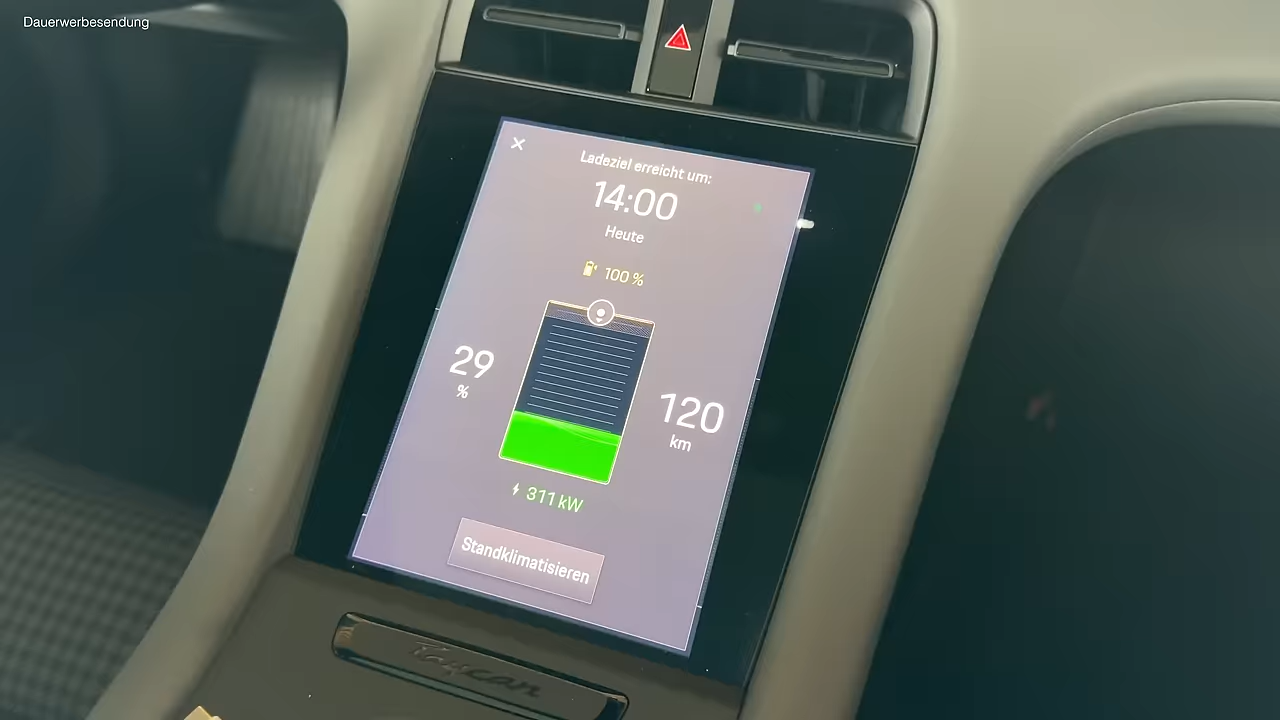 Dauerwerbesendung
Ladeziel erreicht um:
14:00
Heute
100 %
29
%
120
km
311 kW
Standklimatisieren
Taycan